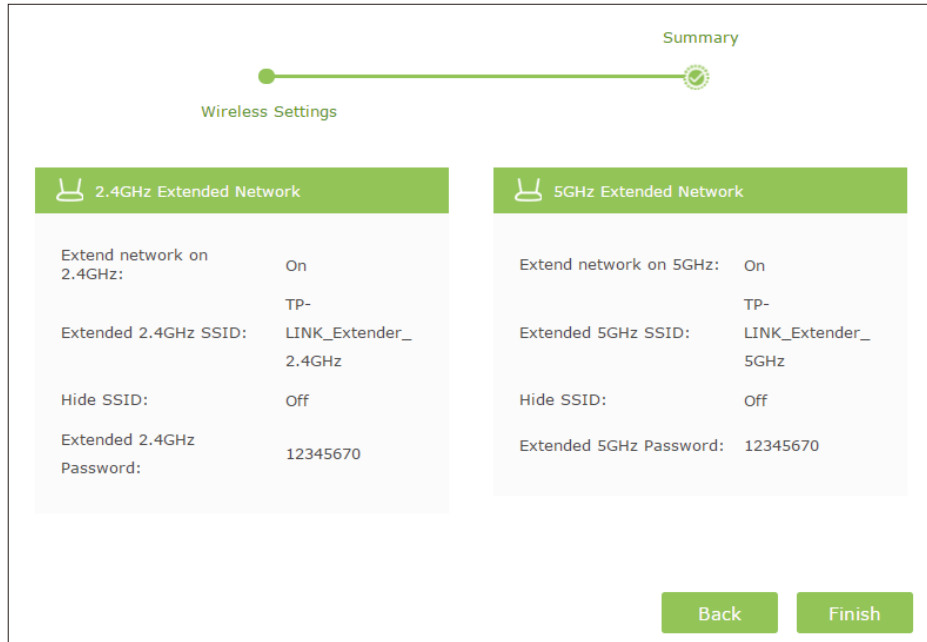 Summary
Wireless Settings
2.4GHz Extended Network
Extend network on
2.4GHz:
On
Extended 2.4GHz SSID:
TP-
LINK_Extender_
2.4GHz
Hide SSID:
Off
Extended 2.4GHz
Password:
12345670
5GHz Extended Network
Extend network on 5GHz:
On
Extended 5GHz SSID:
TP-
LINK_Extender_
5GHz
Hide SSID:
Off
Extended 5GHz Password:
12345670
Back
Finish